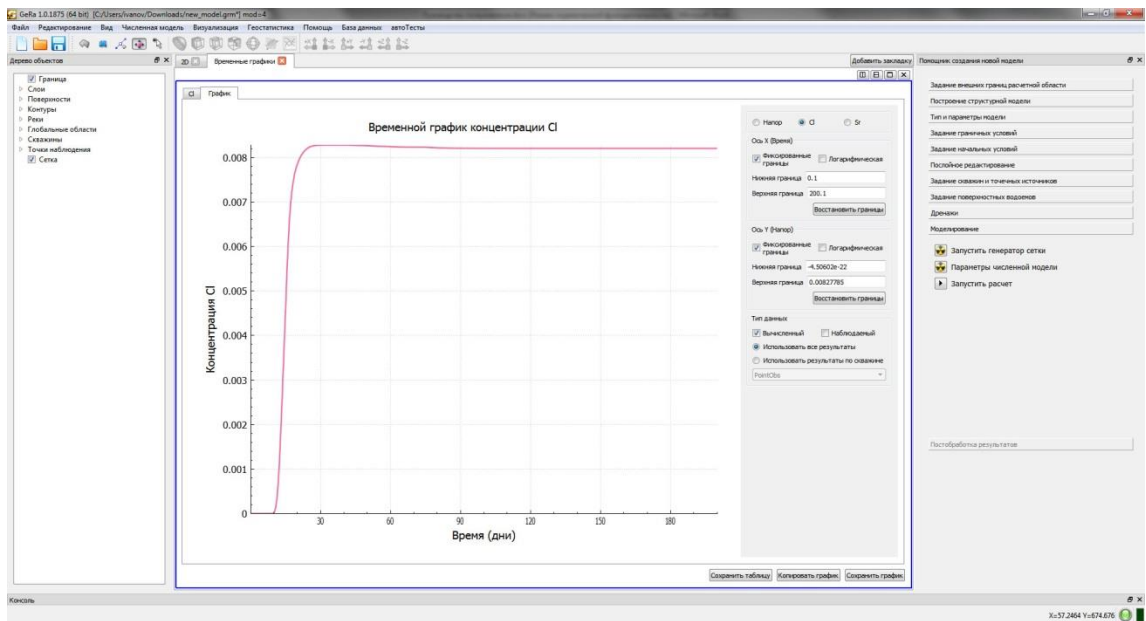 GeRa 1.0.1875 (64 bit) [C:/Users/ivanov/Downloads/new_model.grm*] mod=4
Файл Редактирование Вид Численная модель Визуализация Геостатистика Помощь База данных автоТесты
Дерево объектов
2D
Временные графики
Добавить закладку
Помощник создания новой модели
Граница
Слои
Поверхности
Контуры
Реки
Глобальные области
Скважины
Точки наблюдения
Сетка
Cl График
Временной график концентрации Cl
Концентрация Cl
0.008
0.007
0.006
0.005
0.004
0.003
0.002
0.001
0
30 60 90 120 150 180
Время (дни)
Напор Cl Sr
Ось X (Время)
Фиксированные границы Логарифмическая
Нижняя граница 0.1
Верхняя граница 200.1
Восстановить границы
Ось Y (Напор)
Фиксированные границы Логарифмическая
Нижняя граница -4.50602e-22
Верхняя граница 0.00827785
Восстановить границы
Тип данных
Вычисленный Наблюдаемый
Использовать все результаты
Использовать результаты по скважине
PointObs
Сохранить таблицу Копировать график Сохранить график
Задание внешних границ расчетной области
Построение структурной модели
Тип и параметры модели
Задание граничных условий
Задание начальных условий
Послойное редактирование
Задание скважин и точечных источников
Задание поверхностных водоемов
Дренажи
Моделирование
Запустить генератор сетки
Параметры численной модели
Запустить расчет
Постобработка результатов
Консоль
X=57.2464 Y=674.676